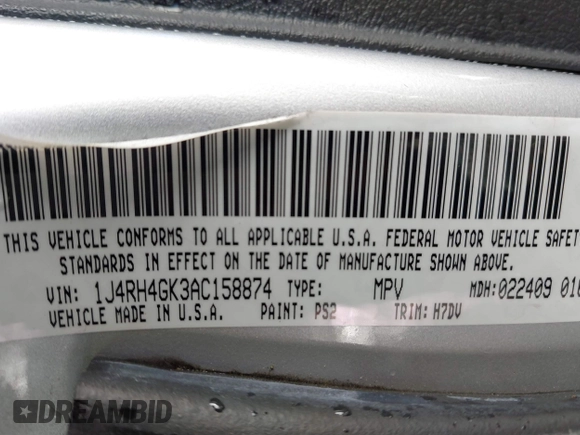 THIS VEHICLE CONFORMS TO ALL APPLICABLE U.S.A. FEDERAL MOTOR VEHICLE SAFET
STANDARDS IN EFFECT ON THE DATE OF MANUFACTURE SHOWN ABOVE.
VIN: 1J4RH4GK3AC158874 TYPE: MPV MDH:022409 010
VEHICLE MADE IN U.S.A. PAINT: PS2 TRIM: H7DV
DREAMBID